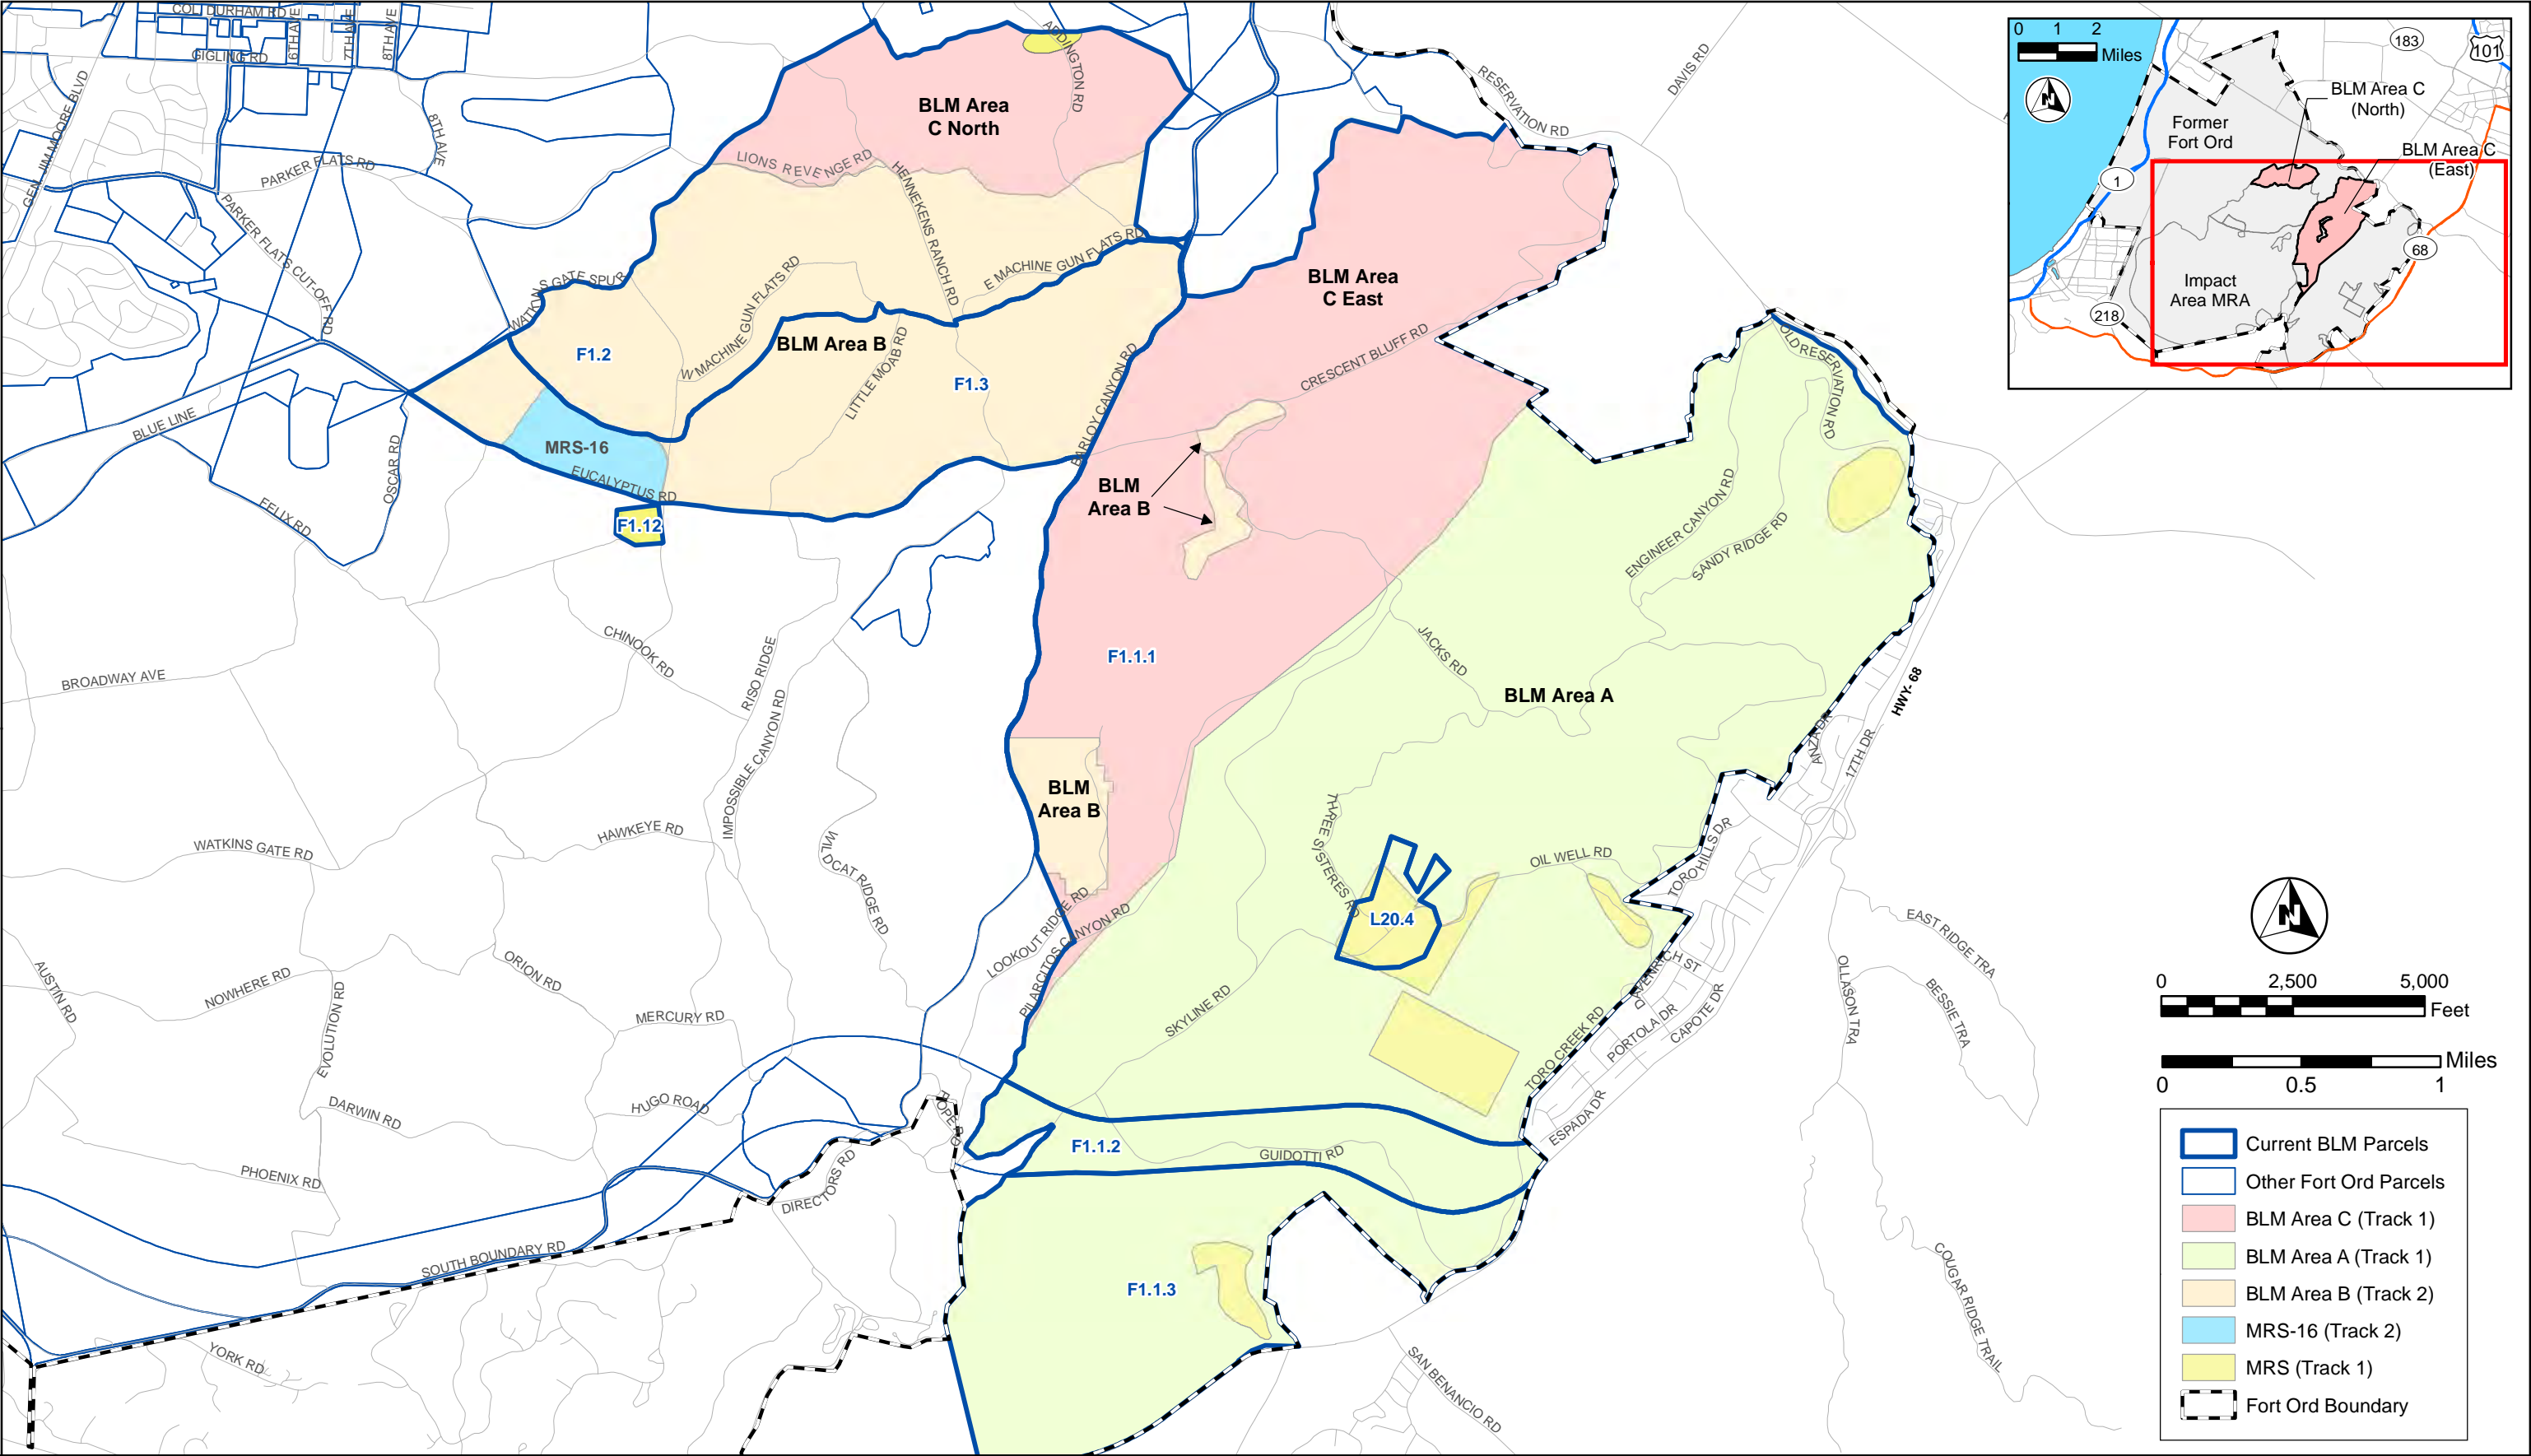 COL DURHAM RD
GIGLING RD
6TH AVE
7TH AVE
8TH AVE
GEN JIM MOORE BLVD
8TH AVE
PARKER FLATS RD
PARKER FLATS CUT-OFF RD
WATKINS GATE SPUR
BLUE LINE
OSCAR RD
FELIX RD
ADDINGTON RD
BLM Area
C North
LIONS REVENGE RD
HENNEKENS RANCH RD
E MACHINE GUN FLATS RD
W MACHINE GUN FLATS RD
LITTLE MOAB RD
BLM Area B
F1.2
F1.3
MRS-16
EUCALYPTUS RD
F1.12
BARLOY CANYON RD
RESERVATION RD
DAVIS RD
BLM Area
C East
CRESCENT BLUFF RD
BLM
Area B
OLD RESERVATION RD
ENGINEER CANYON RD
SANDY RIDGE RD
JACKS RD
F1.1.1
BLM Area A
HWY- 68
ANZA DR
17TH DR
CHINOOK RD
RISO RIDGE
IMPOSSIBLE CANYON RD
BROADWAY AVE
WATKINS GATE RD
HAWKEYE RD
WILDCAT RIDGE RD
BLM
Area B
THREE SISTERES RD
OIL WELL RD
TORO HILLS DR
L20.4
LOOKOUT RIDGE RD
PILARCITOS CANYON RD
SKYLINE RD
AUSTIN RD
NOWHERE RD
EVOLUTION RD
ORION RD
MERCURY RD
DARWIN RD
HUGO ROAD
PHOENIX RD
DIRECTORS RD
SOUTH BOUNDARY RD
YORK RD
F1.1.2
GUIDOTTI RD
F1.1.3
TORO CREEK RD
PORTOLA DR
CAPOTE DR
ESPADA DR
SAN BENANCIO RD
OLLASON TRA
EAST RIDGE TRA
BESSIE TRA
COUGAR RIDGE TRAIL
0 1 2
Miles
N
183
101
BLM Area C
(North)
Former
Fort Ord
BLM Area C
(East)
1
68
Impact
Area MRA
218
N
0 2,500 5,000
Feet
Miles
0 0.5 1
Current BLM Parcels
Other Fort Ord Parcels
BLM Area C (Track 1)
BLM Area A (Track 1)
BLM Area B (Track 2)
MRS-16 (Track 2)
MRS (Track 1)
Fort Ord Boundary